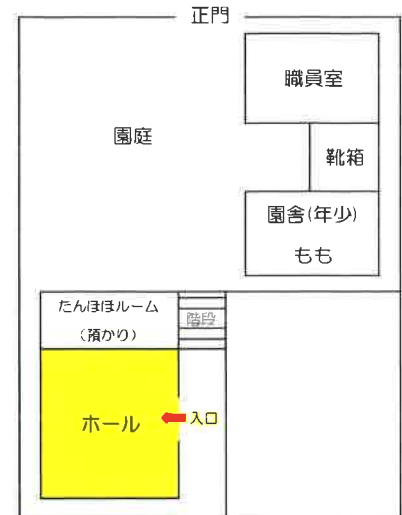 正門
職員室
園庭
靴箱
園舎(年少)
もも
たんぽぽルーム
(預かり)
階段
ホール
入口